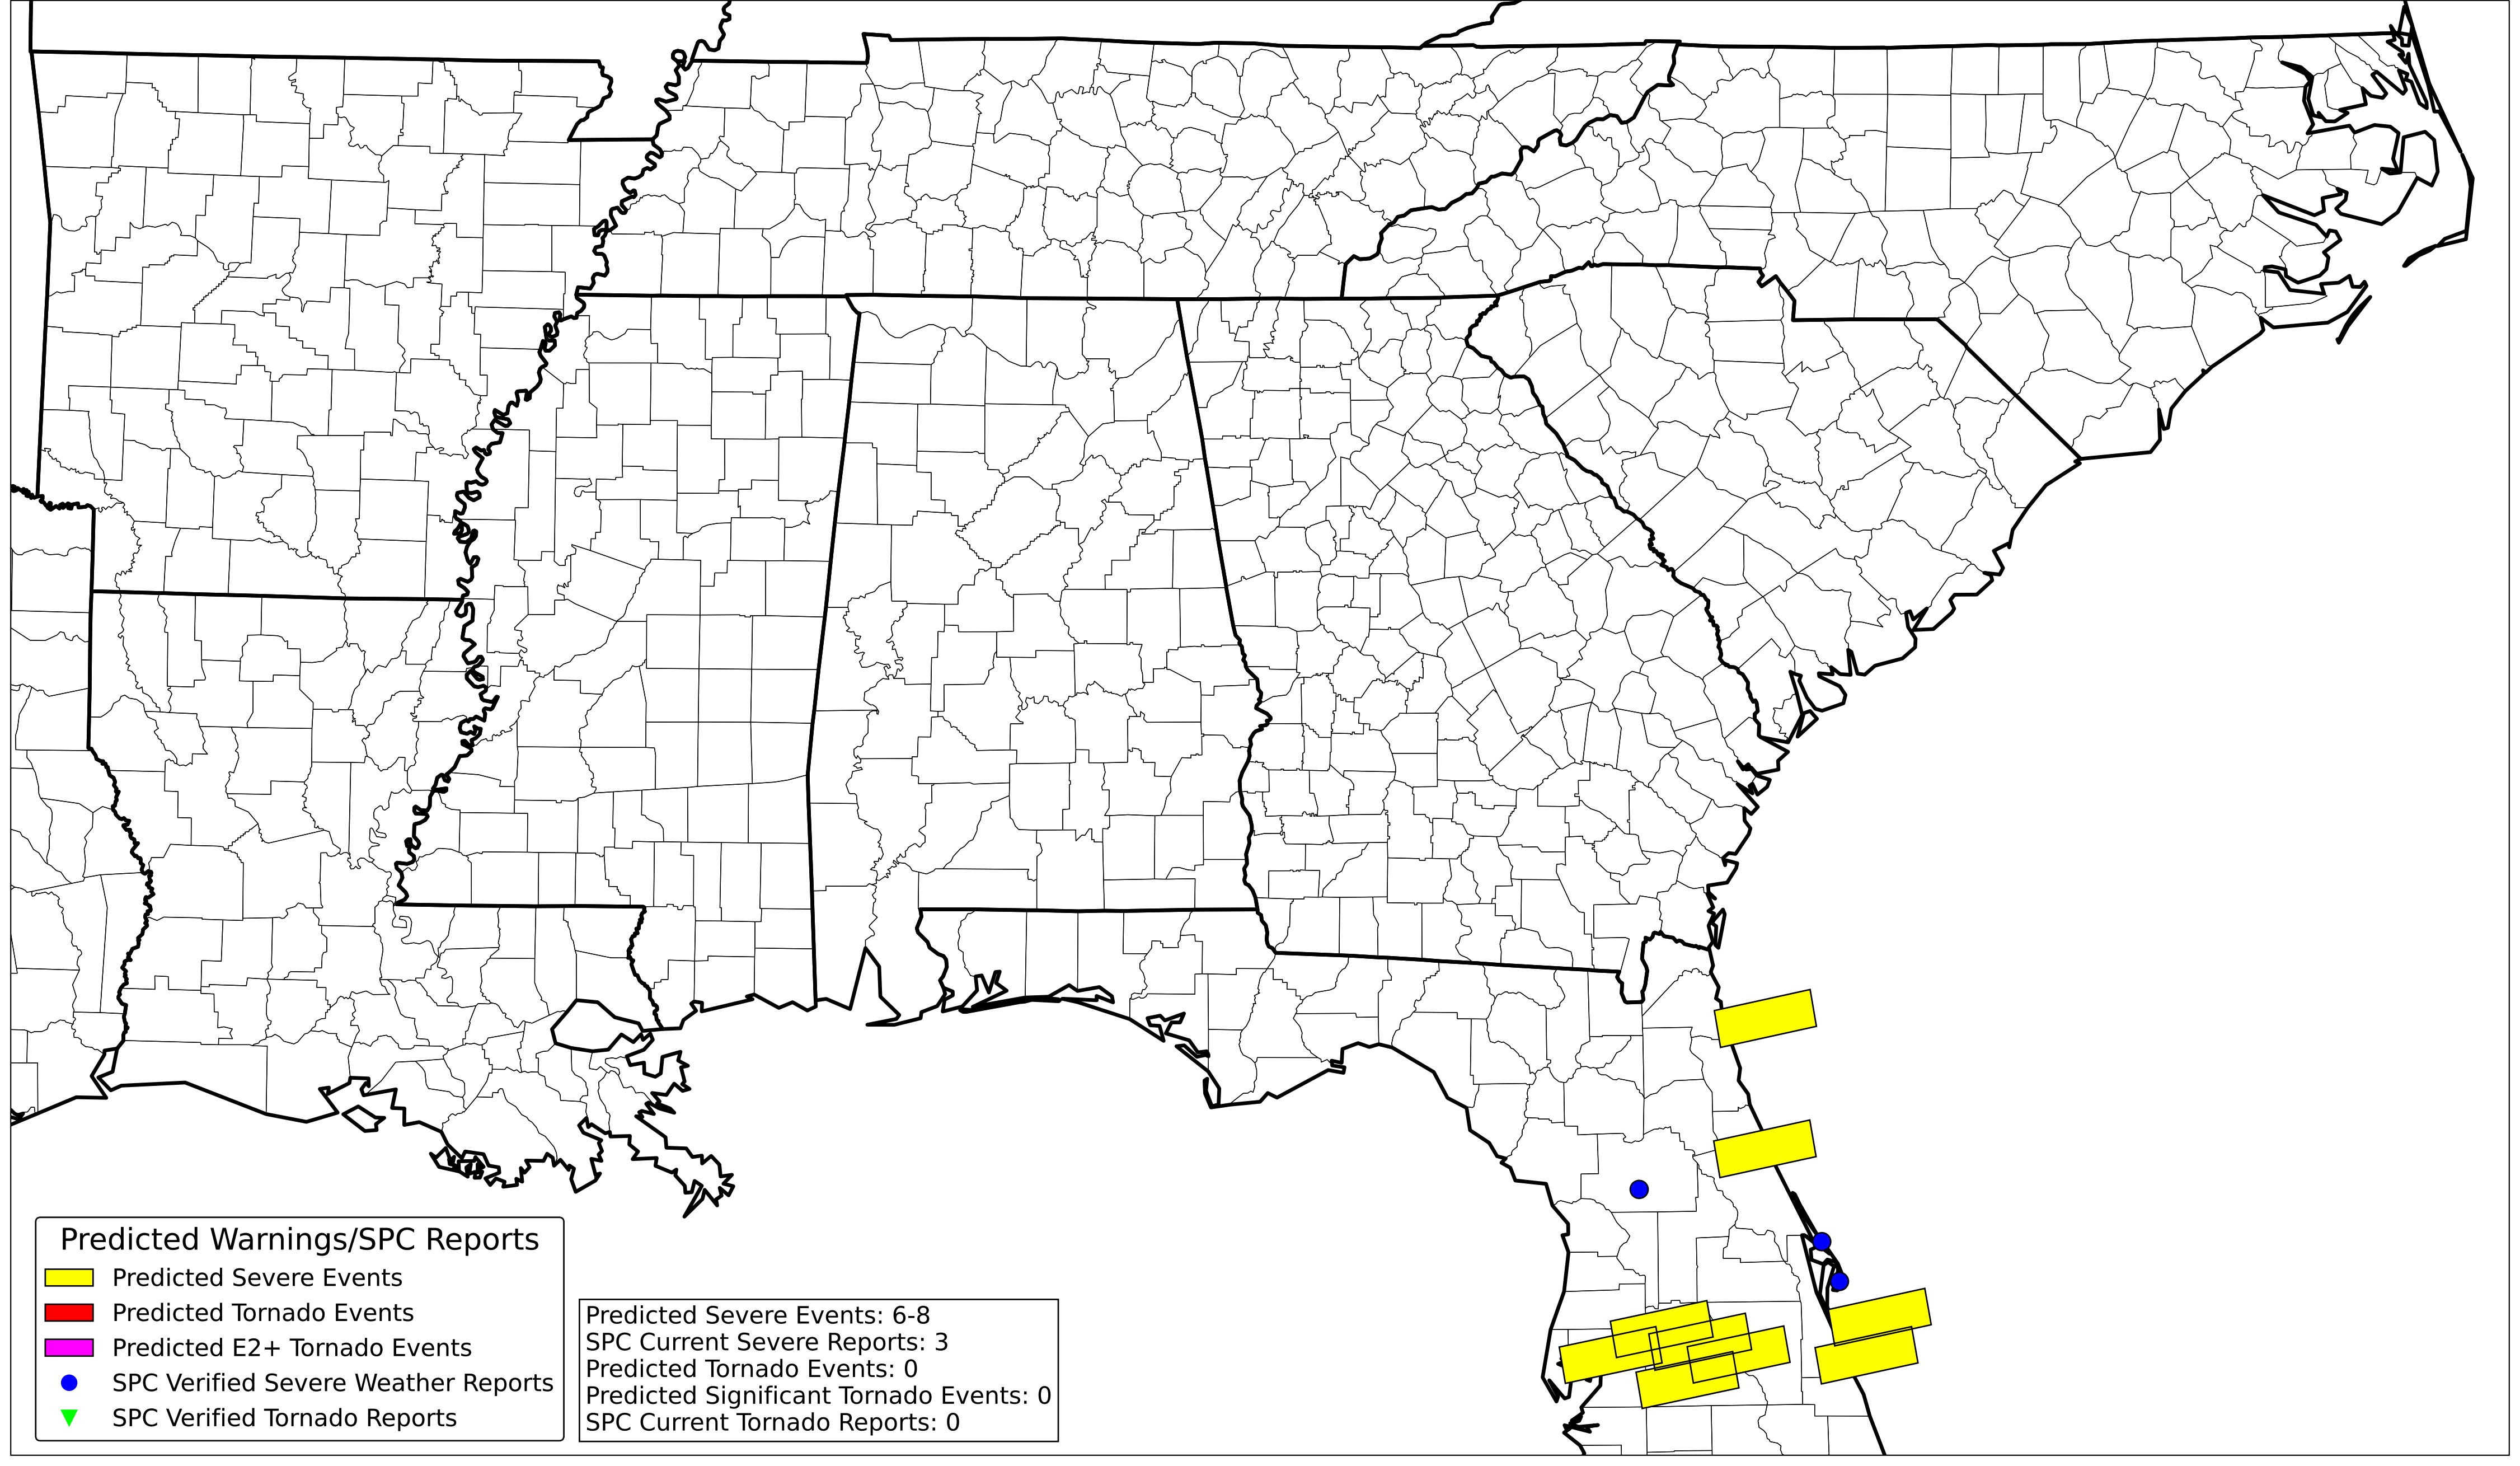 Predicted Warnings/SPC Reports
Predicted Severe Events
Predicted Tornado Events
Predicted E2+ Tornado Events
SPC Verified Severe Weather Reports
SPC Verified Tornado Reports
Predicted Severe Events: 6-8
SPC Current Severe Reports: 3
Predicted Tornado Events: 0
Predicted Significant Tornado Events: 0
SPC Current Tornado Reports: 0